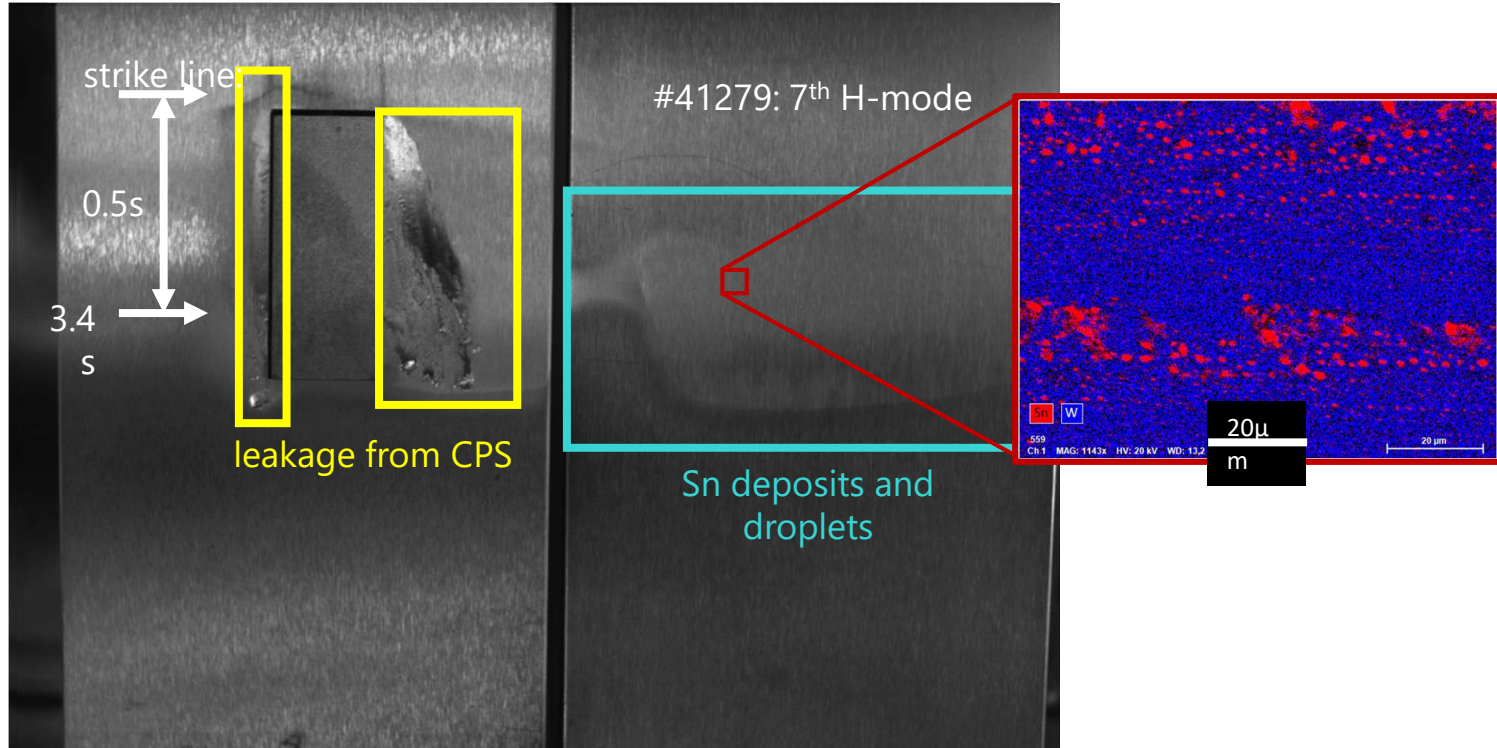 strike line:
#41279: 7th H-mode
0.5s
3.4
s
leakage from CPS
Sn deposits and
droplets
Sn W
559
Ch 1 MAG: 1143x HV: 20 kV WD: 13,2
20µ
m
20 µm